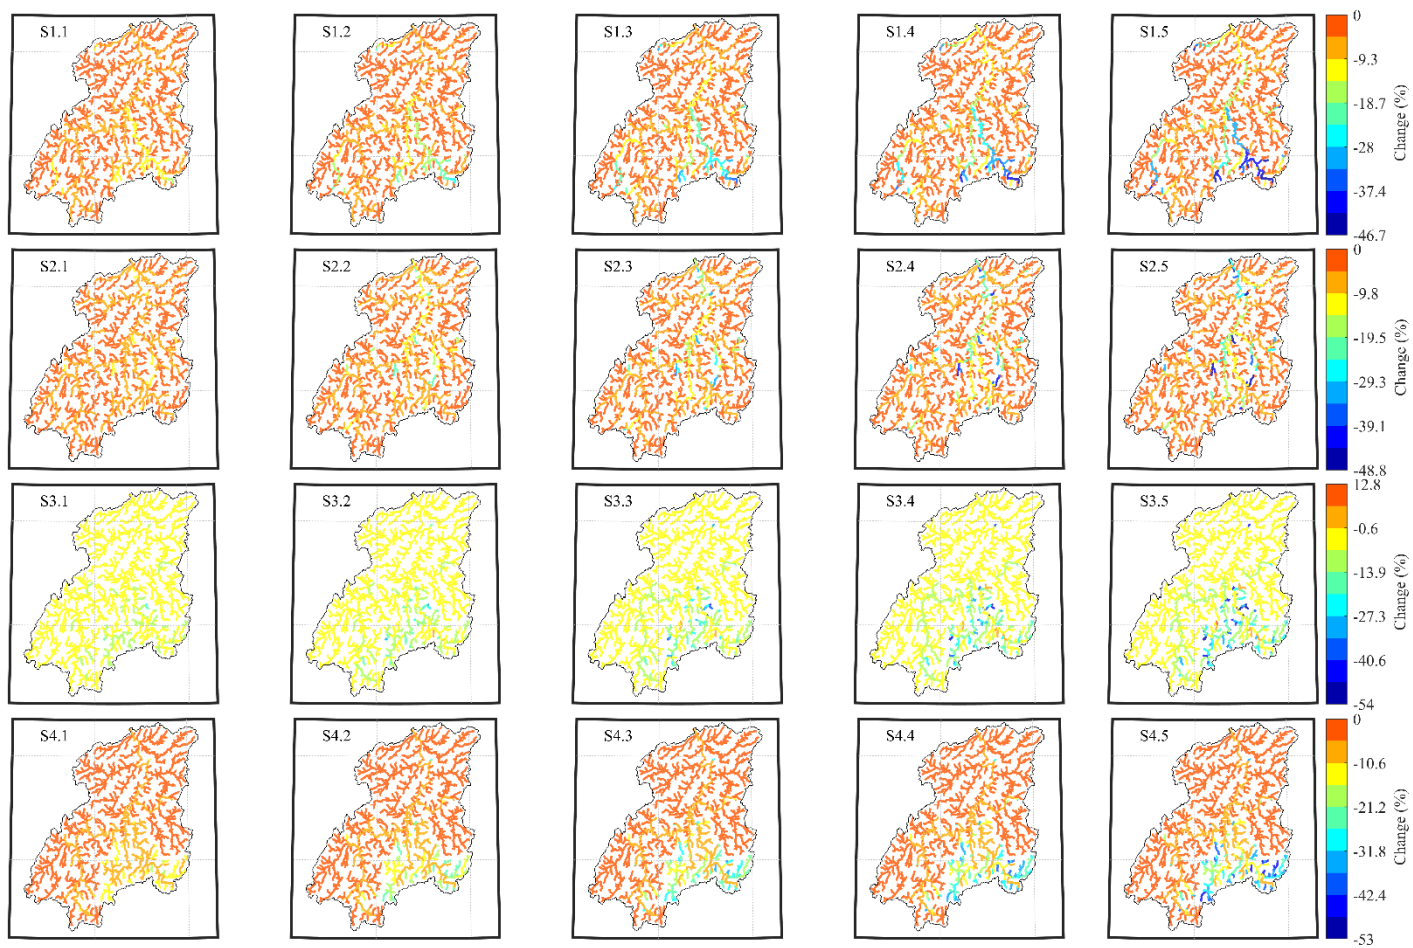 S1.1
S1.2
S1.3
S1.4
S1.5
0
-9.3
-18.7
-28
-37.4
-46.7
Change (%)
S2.1
S2.2
S2.3
S2.4
S2.5
0
-9.8
-19.5
-29.3
-39.1
-48.8
Change (%)
S3.1
S3.2
S3.3
S3.4
S3.5
12.8
-0.6
-13.9
-27.3
-40.6
-54
Change (%)
S4.1
S4.2
S4.3
S4.4
S4.5
0
-10.6
-21.2
-31.8
-42.4
-53
Change (%)